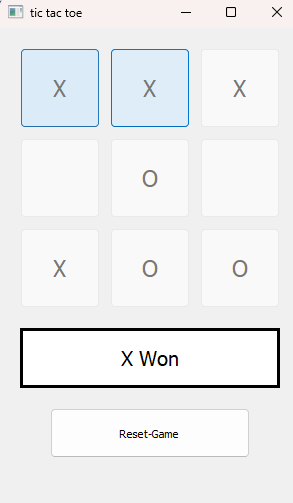 tic tac toe
X X X
O
X O O
X Won
Reset-Game